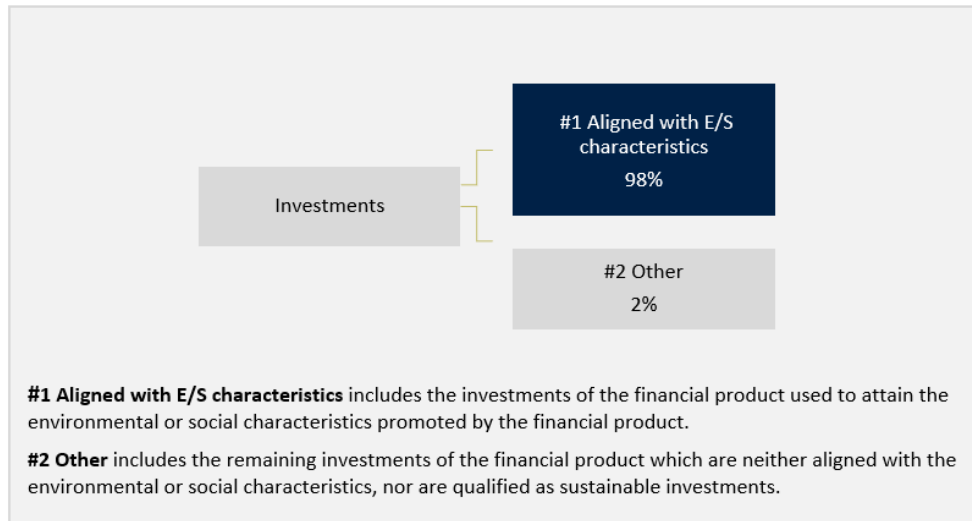 #1 Aligned with E/S
characteristics
98%
Investments
#2 Other
2%
#1 Aligned with E/S characteristics includes the investments of the financial product used to attain the
environmental or social characteristics promoted by the financial product.
#2 Other includes the remaining investments of the financial product which are neither aligned with the
environmental or social characteristics, nor are qualified as sustainable investments.